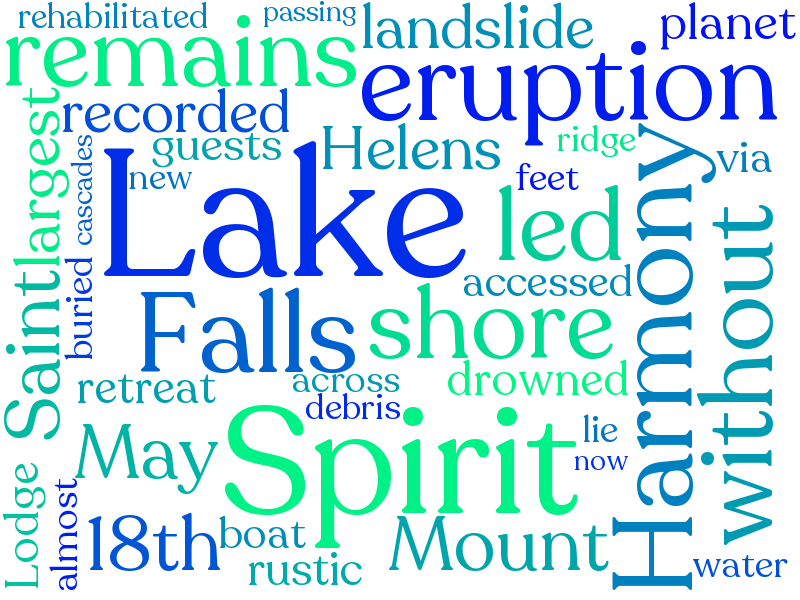 rehabilitated
passing
landslide
planet
remains
eruption
recorded
guests
Helens
ridge
via
new
cascades
largest
Saint
feet
Lake
led
Harmony
without
accessed
buried
Falls
shore
retreat
across
debris
drowned
May
Spirit
lie
now
Lodge
almost
18th
boat
rustic
Mount
water